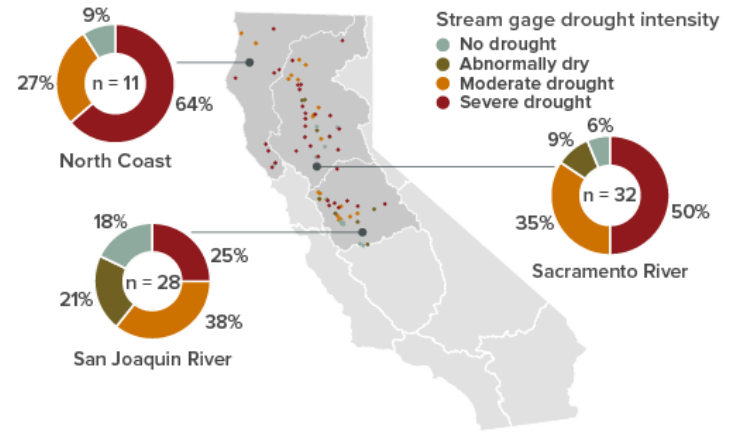 Stream gage drought intensity
No drought
Abnormally dry
Moderate drought
Severe drought
9%
27%
n = 11
64%
North Coast
9%
6%
35%
n = 32
50%
Sacramento River
18%
25%
21%
n = 28
38%
San Joaquin River